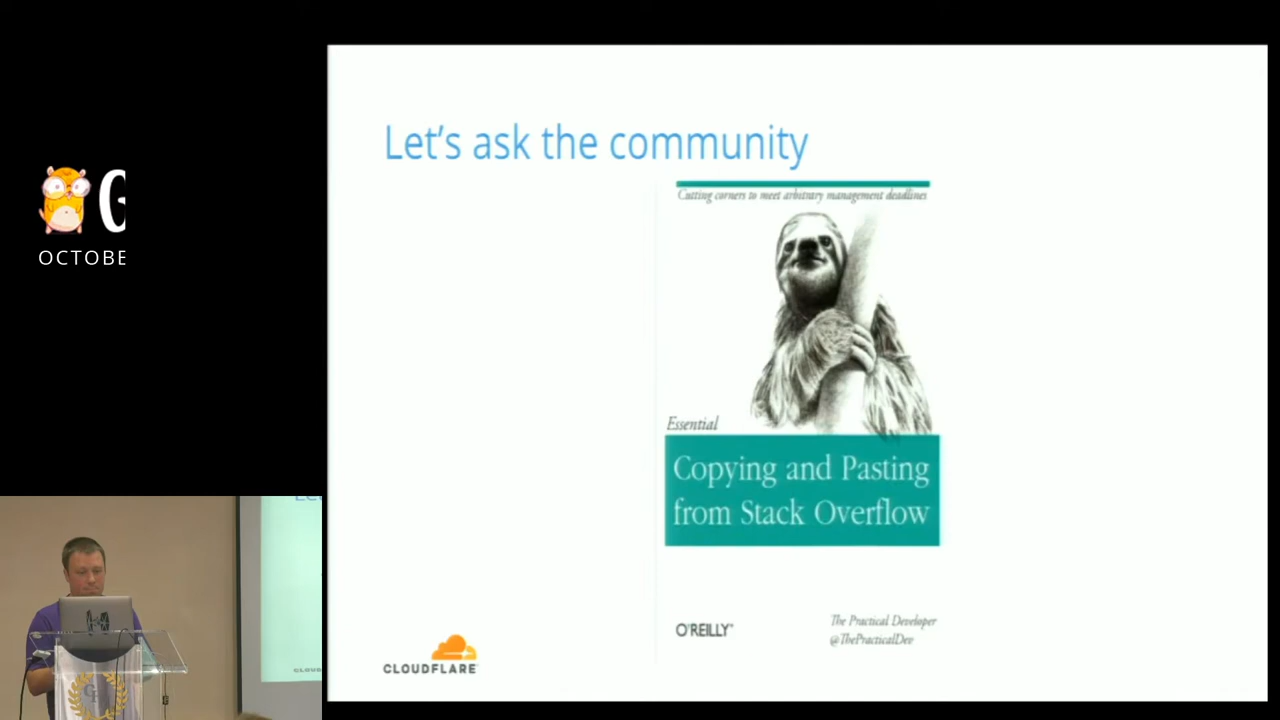 G
OCTOBE
Let's ask the community
Cutting corners to meet arbitrary management deadlines
Essential
Copying and Pasting
from Stack Overflow
O'REILLY
The Practical Developer
@ThePracticalDev
CLOUDFLARE